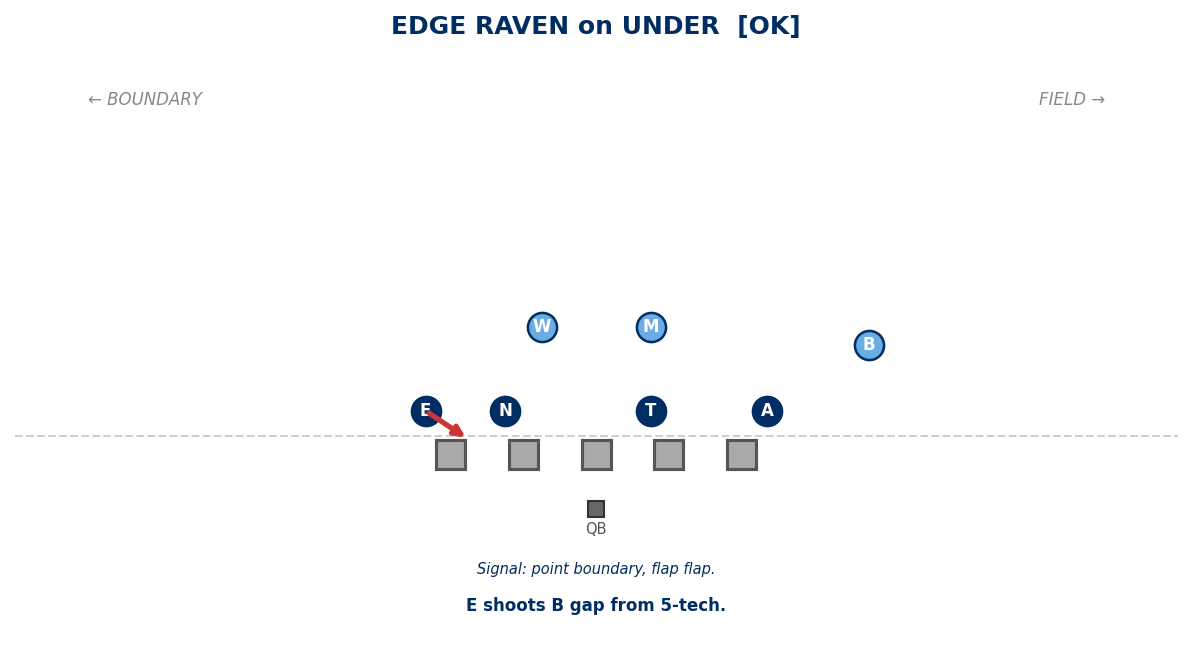 EDGE RAVEN on UNDER [OK]
← BOUNDARY FIELD →
W M
B
E N T A
QB
Signal: point boundary, flap flap.
E shoots B gap from 5-tech.